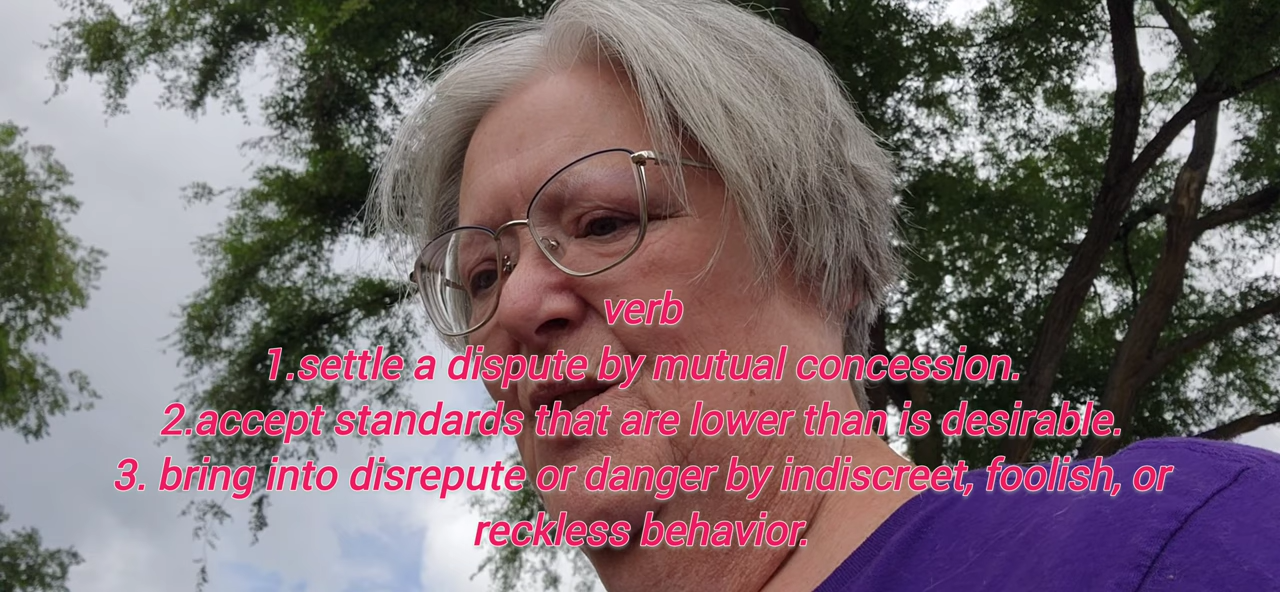 verb
1.settle a dispute by mutual concession.
2.accept standards that are lower than is desirable.
3. bring into disrepute or danger by indiscreet, foolish, or
reckless behavior.